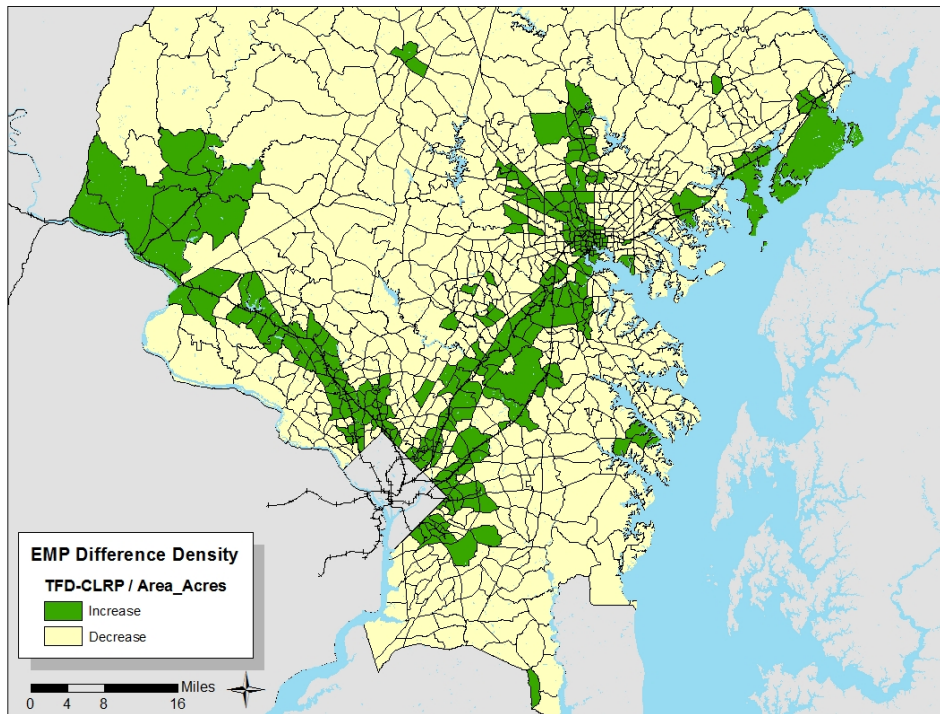 EMP Difference Density
TFD-CLRP / Area_Acres
Increase
Decrease
Miles
0 4 8 16